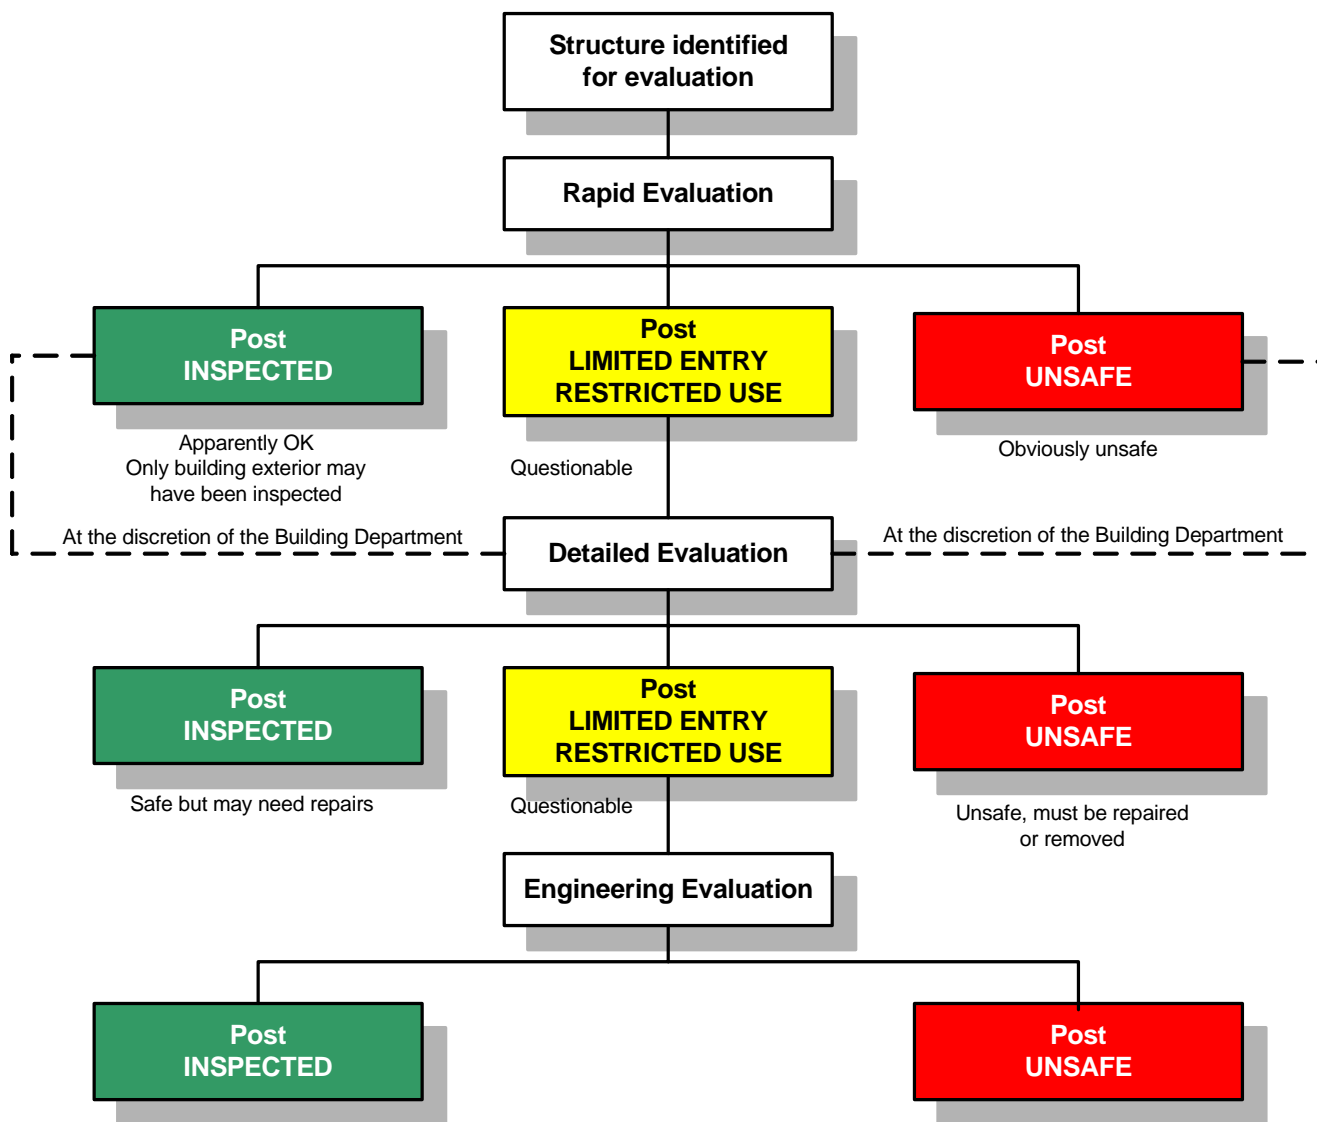 Structure identified
for evaluation
Rapid Evaluation
Post
INSPECTED
Post
LIMITED ENTRY
RESTRICTED USE
Post
UNSAFE
Apparently OK
Only building exterior may
have been inspected
Questionable
Obviously unsafe
At the discretion of the Building Department
Detailed Evaluation
At the discretion of the Building Department
Post
INSPECTED
Post
LIMITED ENTRY
RESTRICTED USE
Post
UNSAFE
Safe but may need repairs
Questionable
Unsafe, must be repaired
or removed
Engineering Evaluation
Post
INSPECTED
Post
UNSAFE